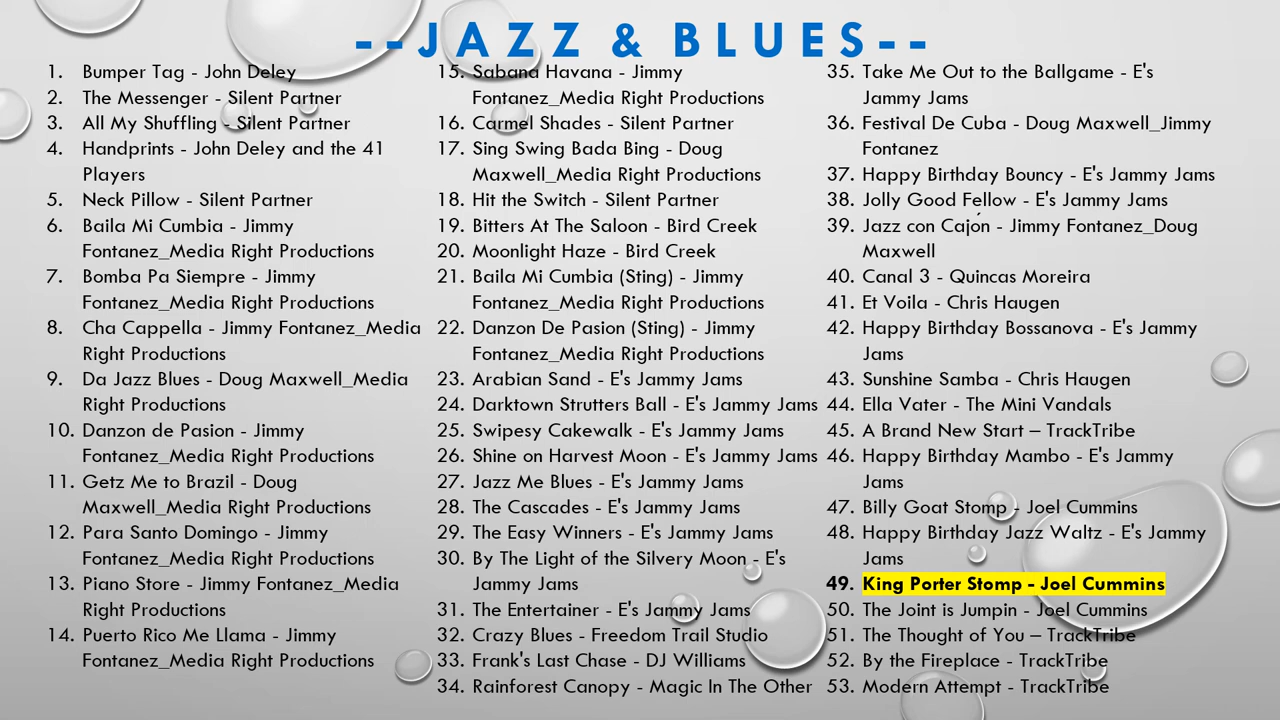 --JAZZ & BLUES--
1. Bumper Tag - John Deley
2. The Messenger - Silent Partner
3. All My Shuffling - Silent Partner
4. Handprints - John Deley and the 41
Players
5. Neck Pillow - Silent Partner
6. Baila Mi Cumbia - Jimmy
Fontanez_Media Right Productions
7. Bomba Pa Siempre - Jimmy
Fontanez_Media Right Productions
8. Cha Cappella - Jimmy Fontanez_Media
Right Productions
9. Da Jazz Blues - Doug Maxwell_Media
Right Productions
10. Danzon de Pasion - Jimmy
Fontanez_Media Right Productions
11. Getz Me to Brazil - Doug
Maxwell_Media Right Productions
12. Para Santo Domingo - Jimmy
Fontanez_Media Right Productions
13. Piano Store - Jimmy Fontanez_Media
Right Productions
14. Puerto Rico Me Llama - Jimmy
Fontanez_Media Right Productions
15. Sabana Havana - Jimmy
Fontanez_Media Right Productions
16. Carmel Shades - Silent Partner
17. Sing Swing Bada Bing - Doug
Maxwell_Media Right Productions
18. Hit the Switch - Silent Partner
19. Bitters At The Saloon - Bird Creek
20. Moonlight Haze - Bird Creek
21. Baila Mi Cumbia (Sting) - Jimmy
Fontanez_Media Right Productions
22. Danzon De Pasion (Sting) - Jimmy
Fontanez_Media Right Productions
23. Arabian Sand - E's Jammy Jams
24. Darktown Strutters Ball - E's Jammy Jams
25. Swipesy Cakewalk - E's Jammy Jams
26. Shine on Harvest Moon - E's Jammy Jams
27. Jazz Me Blues - E's Jammy Jams
28. The Cascades - E's Jammy Jams
29. The Easy Winners - E's Jammy Jams
30. By The Light of the Silvery Moon - E's
Jammy Jams
31. The Entertainer - E's Jammy Jams
32. Crazy Blues - Freedom Trail Studio
33. Frank's Last Chase - DJ Williams
34. Rainforest Canopy - Magic In The Other
35. Take Me Out to the Ballgame - E's
Jammy Jams
36. Festival De Cuba - Doug Maxwell_Jimmy
Fontanez
37. Happy Birthday Bouncy - E's Jammy Jams
38. Jolly Good Fellow - E's Jammy Jams
39. Jazz con Cajón - Jimmy Fontanez_Doug
Maxwell
40. Canal 3 - Quincas Moreira
41. Et Voila - Chris Haugen
42. Happy Birthday Bossanova - E's Jammy
Jams
43. Sunshine Samba - Chris Haugen
44. Ella Vater - The Mini Vandals
45. A Brand New Start – TrackTribe
46. Happy Birthday Mambo - E's Jammy
Jams
47. Billy Goat Stomp - Joel Cummins
48. Happy Birthday Jazz Waltz - E's Jammy
Jams
49. King Porter Stomp - Joel Cummins
50. The Joint is Jumpin - Joel Cummins
51. The Thought of You – TrackTribe
52. By the Fireplace - TrackTribe
53. Modern Attempt - TrackTribe